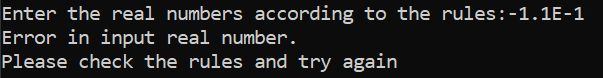 Enter the real numbers according to the rules:-1.1E-1
Error in input real number.
Please check the rules and try again